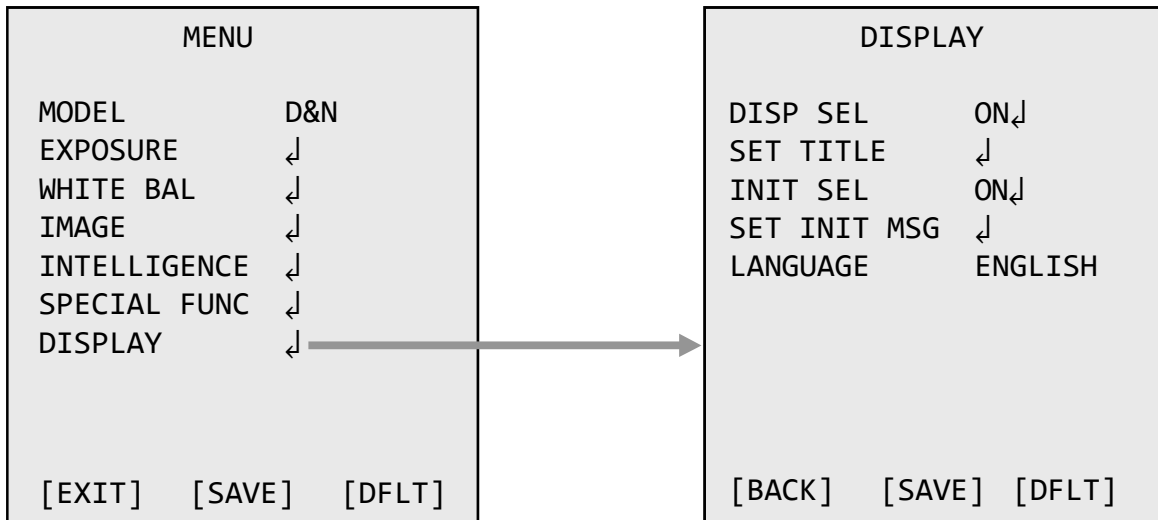 MENU
MODEL D&N
EXPOSURE ↲
WHITE BAL ↲
IMAGE ↲
INTELLIGENCE ↲
SPECIAL FUNC ↲
DISPLAY ↲
[EXIT] [SAVE] [DFLT]
DISPLAY
DISP SEL ON↲
SET TITLE ↲
INIT SEL ON↲
SET INIT MSG ↲
LANGUAGE ENGLISH
[BACK] [SAVE] [DFLT]